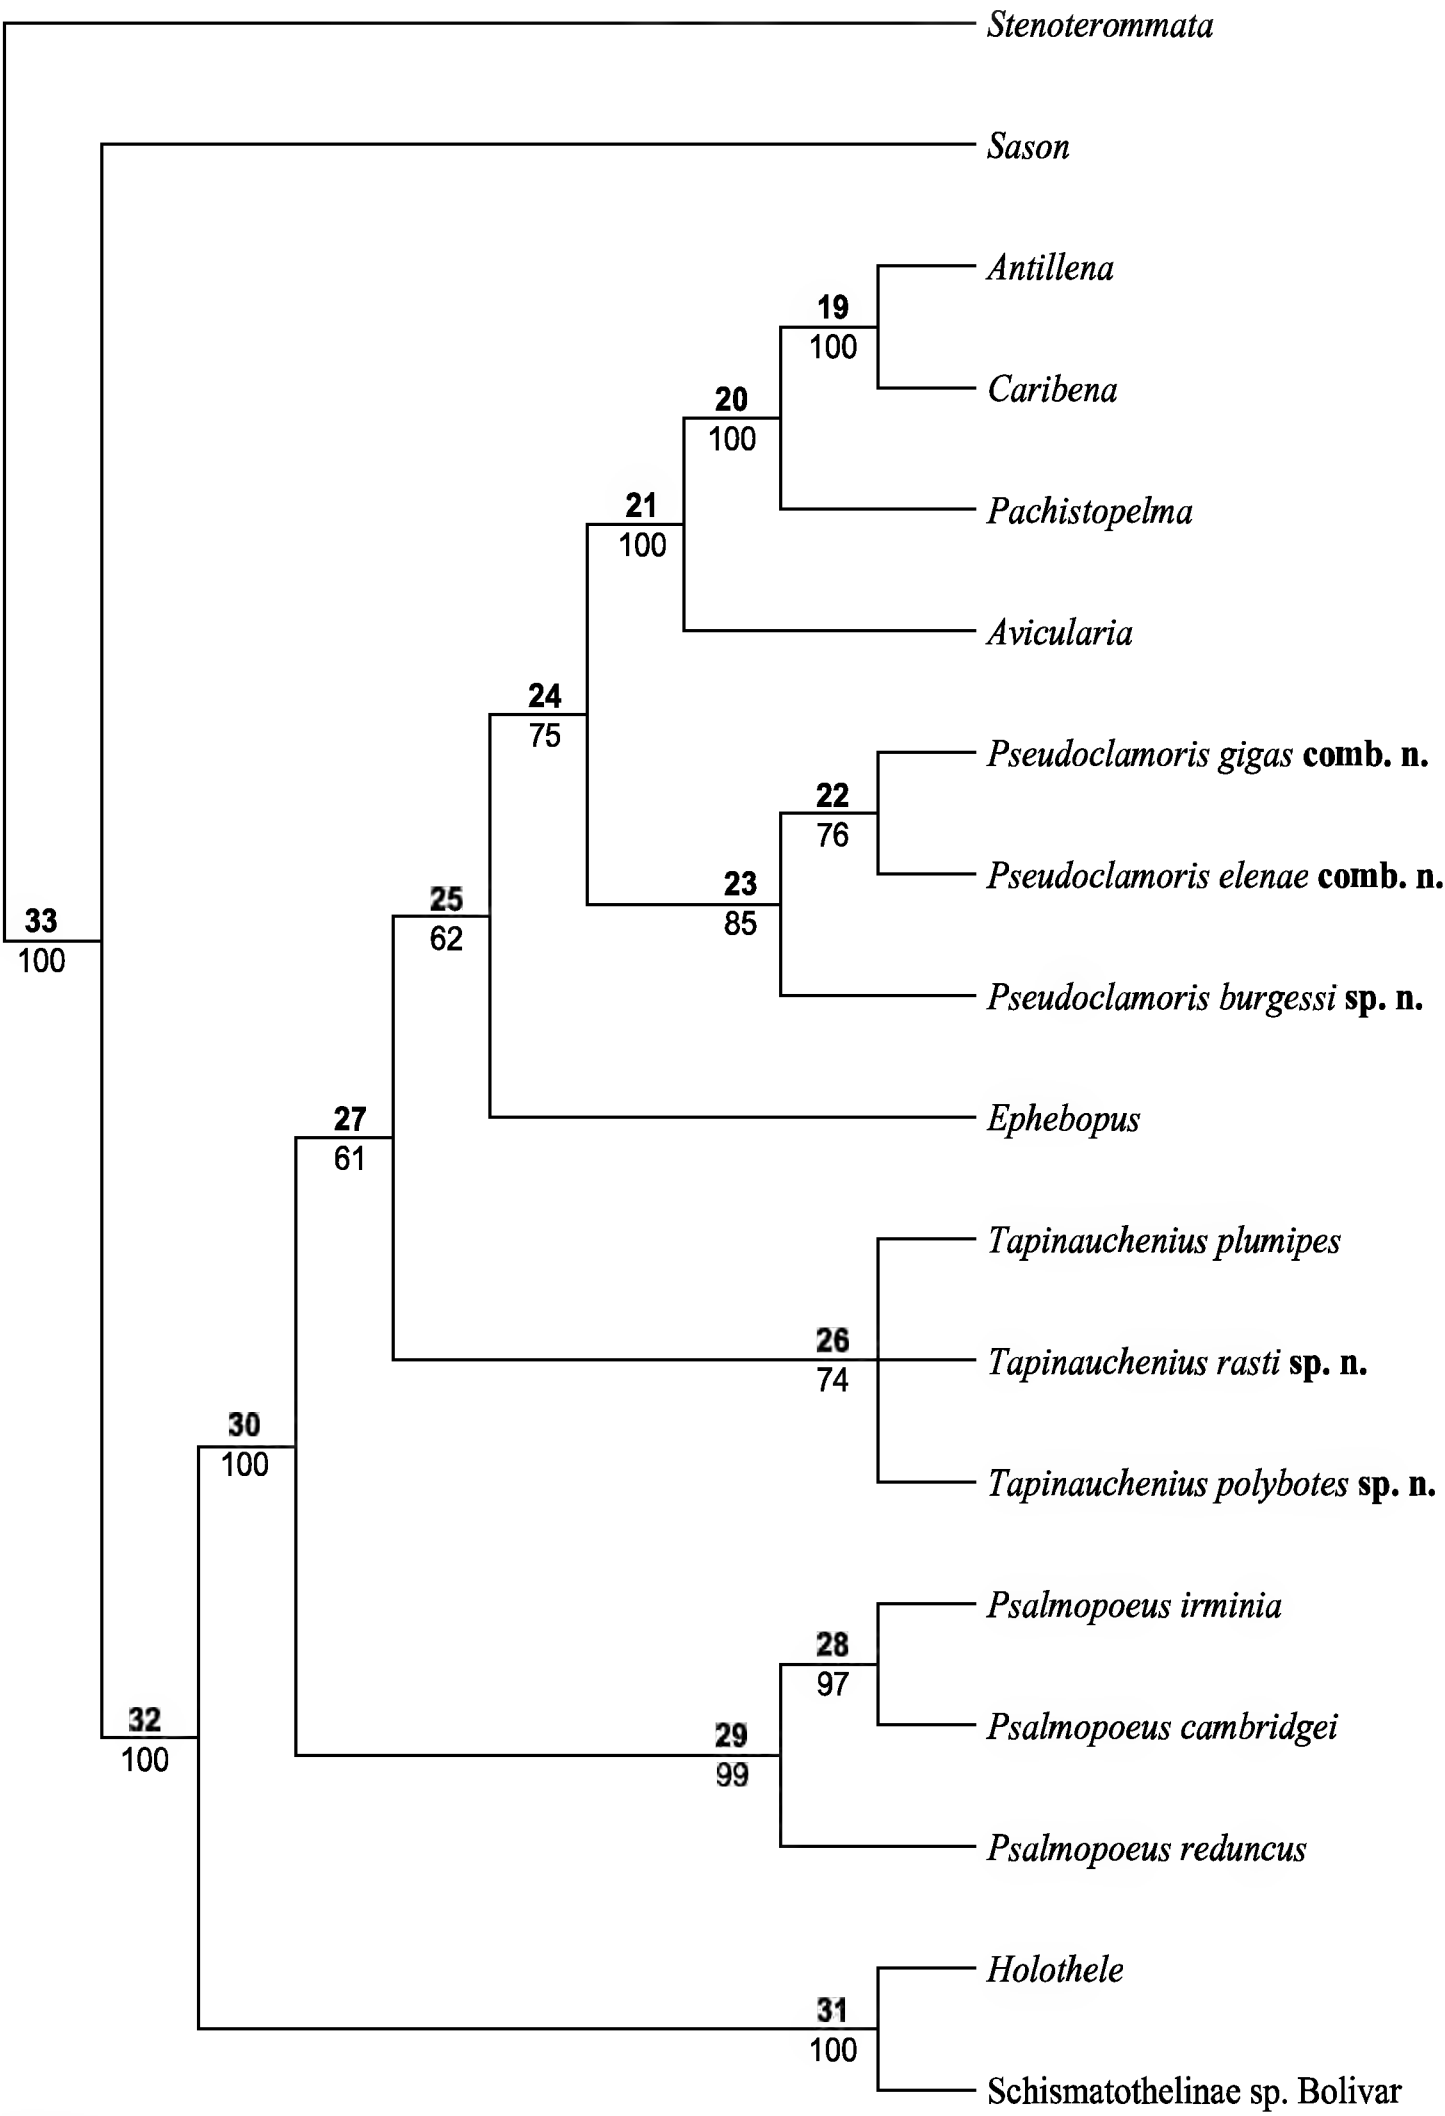 Stenoterommata
Sason
Antillena
19
100
Caribena
20
100
Pachistopelma
21
100
Avicularia
24
75
Pseudoclamoris gigas comb. n.
22
76
Pseudoclamoris elenae comb. n.
23
85
25
62
33
100
Pseudoclamoris burgessi sp. n.
Ephebopus
27
61
Tapinauchenius plumipes
26
74
Tapinauchenius rasti sp. n.
30
100
Tapinauchenius polybotes sp. n.
Psalmopoeus irminia
28
97
Psalmopoeus cambridgei
32
100
29
99
Psalmopoeus reduncus
Holothele
31
100
Schismatothelinae sp. Bolivar